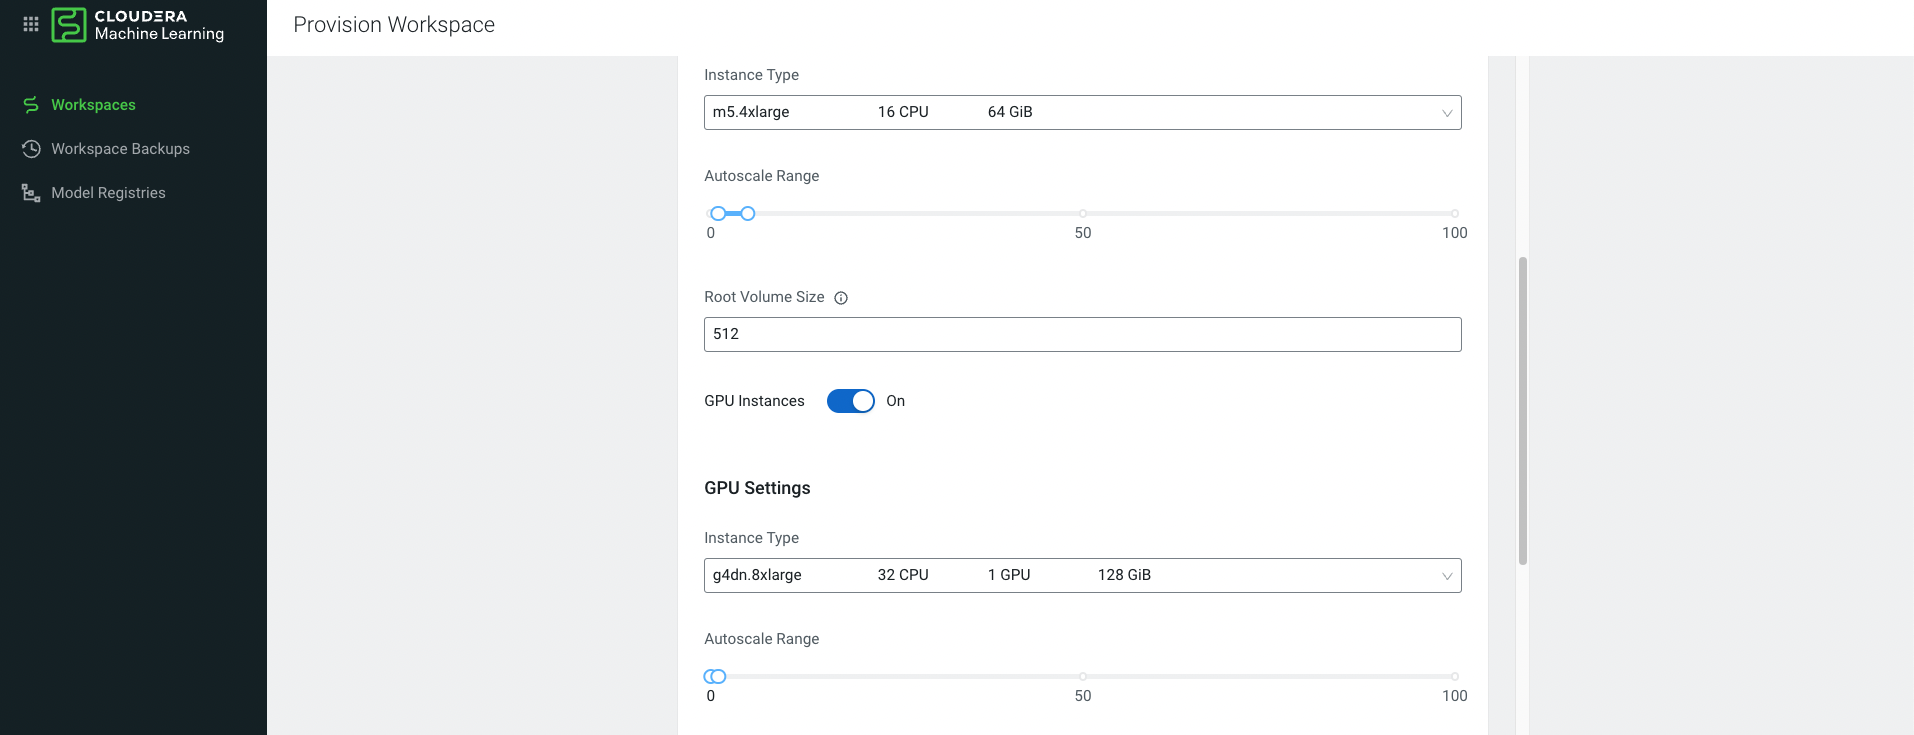 CLOUDERA
Machine Learning
Provision Workspace
Workspaces
Workspace Backups
Model Registries
Instance Type
m5.4xlarge 16 CPU 64 GiB
Autoscale Range
0 50 100
Root Volume Size
512
GPU Instances On
GPU Settings
Instance Type
g4dn.8xlarge 32 CPU 1 GPU 128 GiB
Autoscale Range
0 50 100